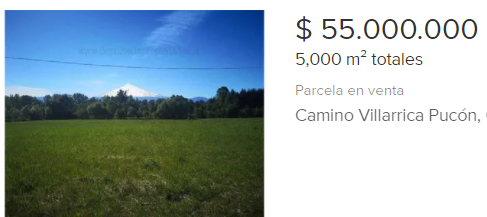 $ 55.000.000
5,000 m² totales
Parcela en venta
Camino Villarrica Pucón,